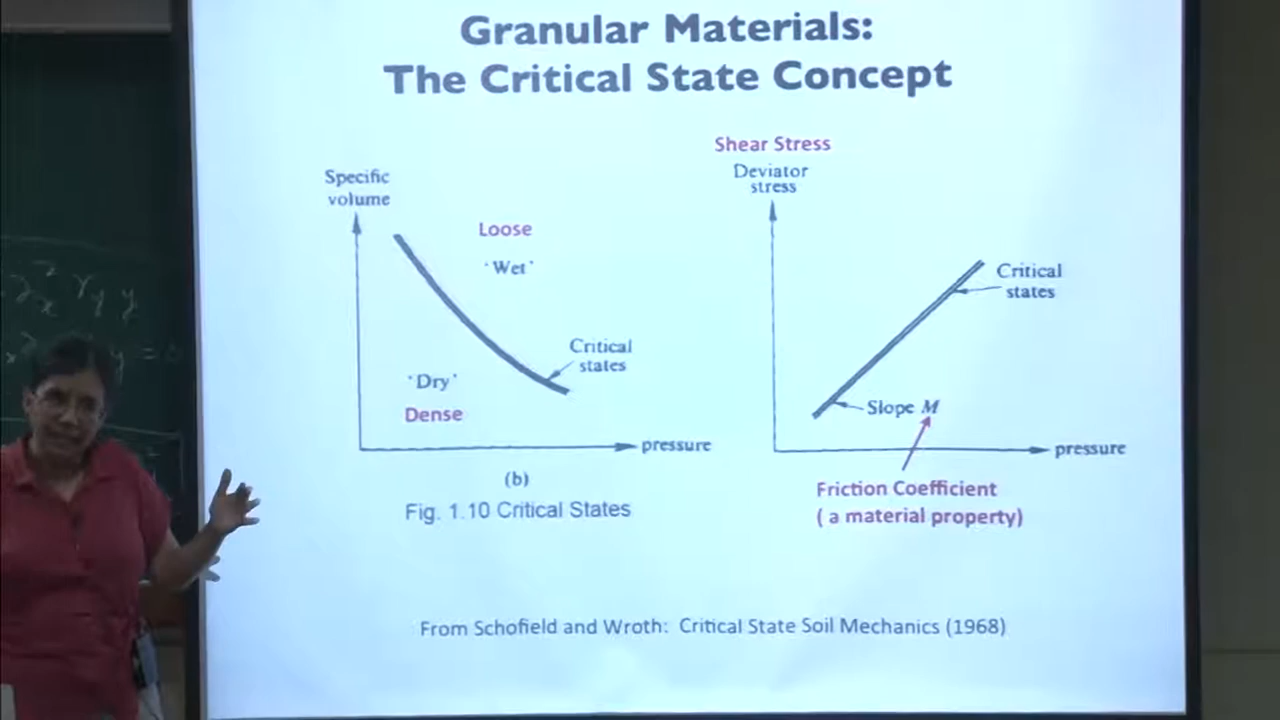 Granular Materials:
The Critical State Concept
Specific
volume
Loose
'Wet'
Critical
states
'Dry'
Dense
pressure
(b)
Fig. 1.10 Critical States
Shear Stress
Deviator
stress
Critical
states
Slope M
pressure
Friction Coefficient
( a material property)
From Schofield and Wroth: Critical State Soil Mechanics (1968)